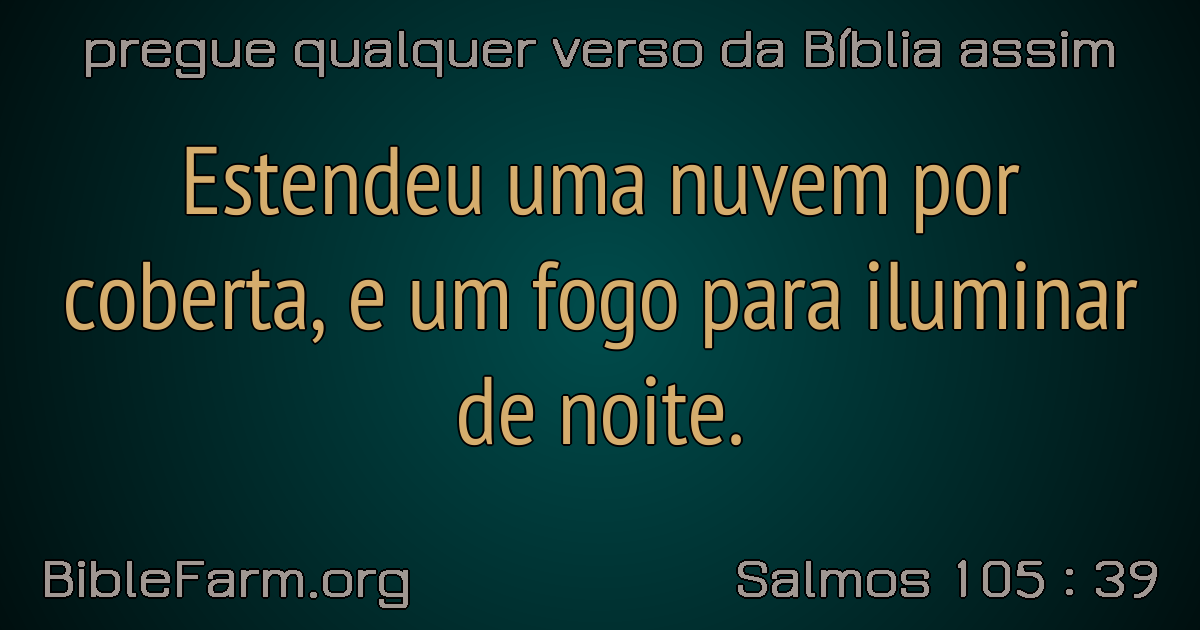 pregue qualquer verso da Bíblia assim
Estendeu uma nuvem por
coberta, e um fogo para iluminar
de noite.
BibleFarm.org
Salmos 105 : 39